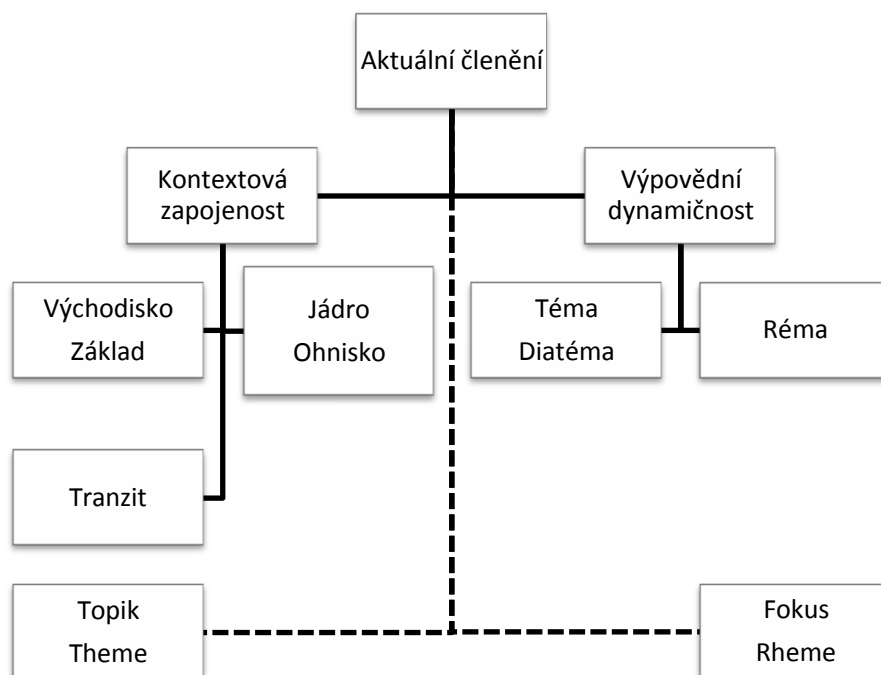 Aktuální členění
Kontextová
zapojenost
Výpovědní
dynamičnost
Východisko
Základ
Jádro
Ohnisko
Téma
Diatéma
Réma
Tranzit
Topik
Theme
Fokus
Rheme